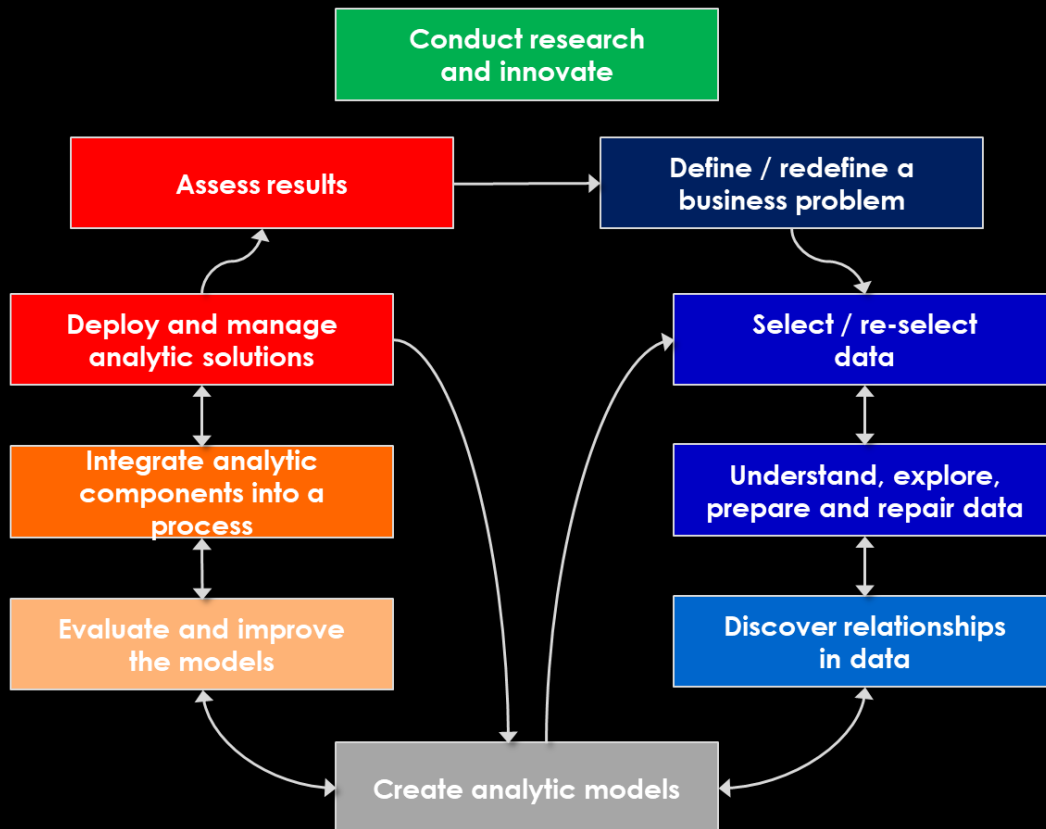 Conduct research
and innovate
Assess results
Define / redefine a
business problem
Deploy and manage
analytic solutions
Select / re-select
data
Integrate analytic
components into a
process
Understand, explore,
prepare and repair data
Evaluate and improve
the models
Discover relationships
in data
Create analytic models